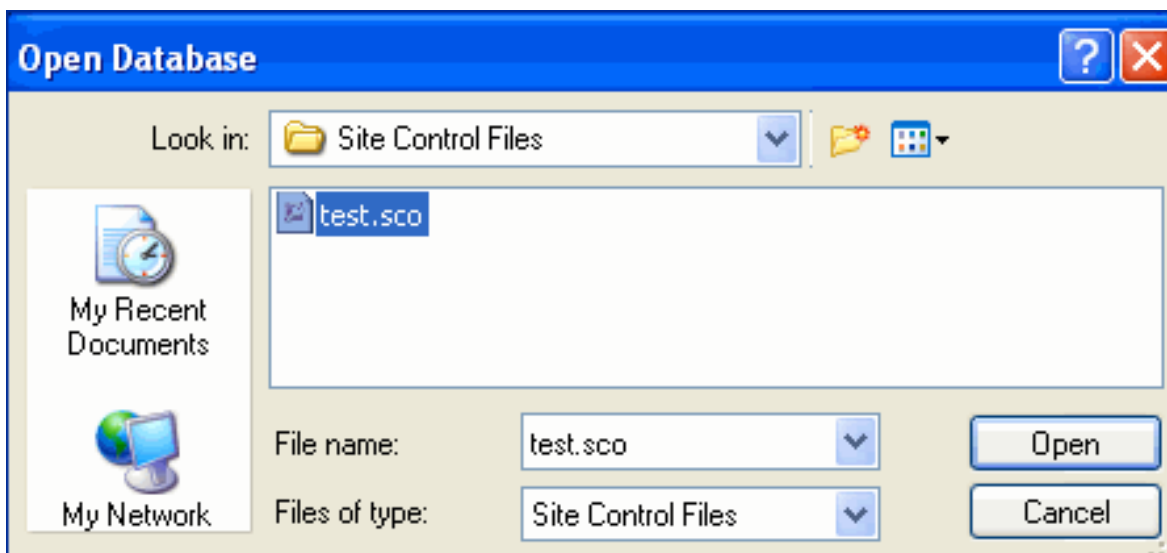 Open Database
?
Look in: Site Control Files
test.sco
My Recent
Documents
My Network
File name: test.sco Open
Files of type: Site Control Files Cancel